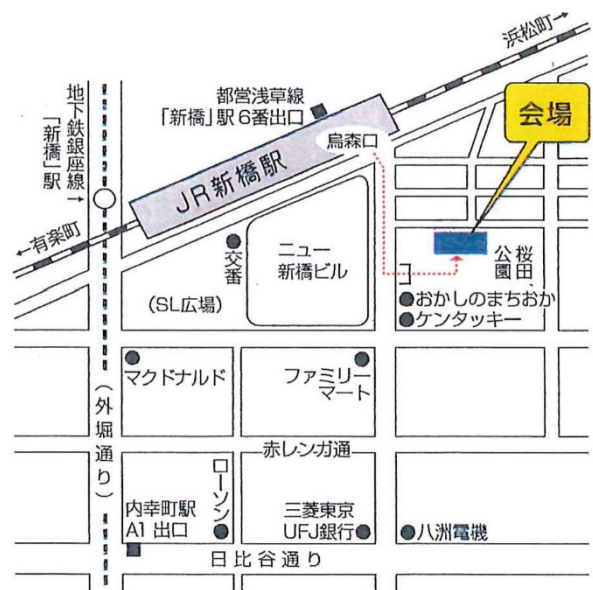 浜松町→
都営浅草線
「新橋」駅6番出口
会場
地下鉄銀座線
「新橋」駅
烏森口
JR新橋駅
←有楽町
交番
ニュー
新橋ビル
桜田
公園
(SL広場)
おかしのまちおか
ケンタッキー
マクドナルド
ファミリー
マート
(外堀通り)
赤レンガ通
ローソン
内幸町駅
A1 出口
三菱東京
UFJ銀行
八洲電機
日比谷通り